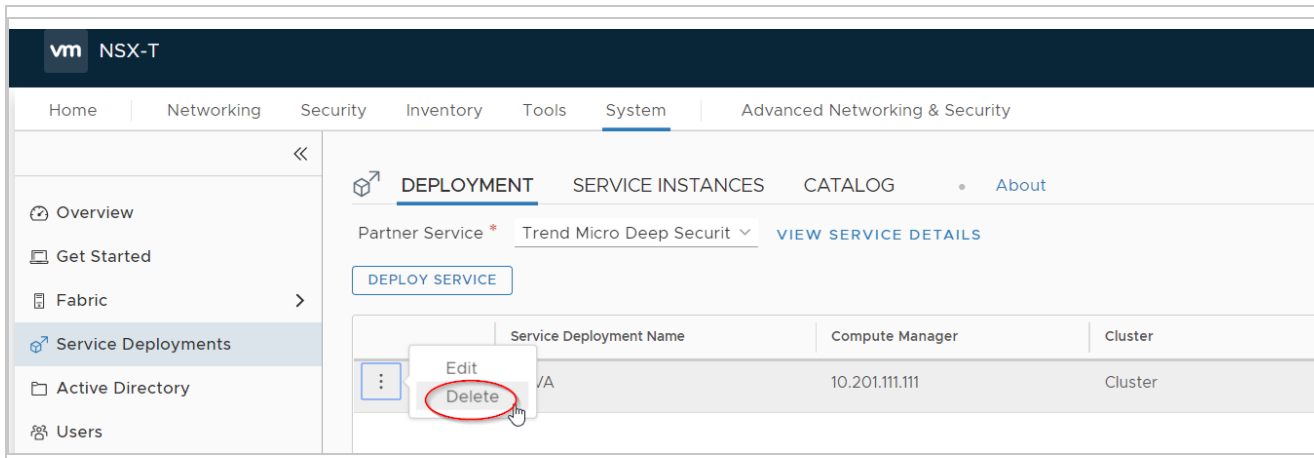 vm NSX-T
Home Networking Security Inventory Tools System Advanced Networking & Security
DEPLOYMENT SERVICE INSTANCES CATALOG About
Overview
Partner Service * Trend Micro Deep Securit VIEW SERVICE DETAILS
Get Started
DEPLOY SERVICE
Fabric
Service Deployments
Service Deployment Name Compute Manager Cluster
Edit
VA 10.201.111.111 Cluster
Active Directory
Delete
Users